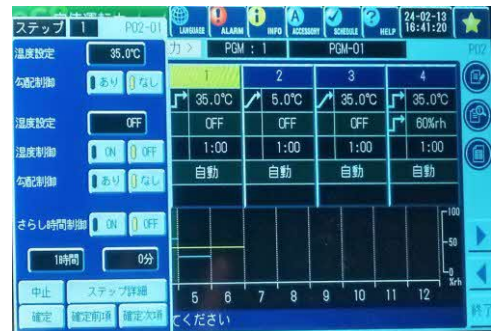 定値運転
ステップ 1 P02-01
LANGUAGE ALARM INFO ACCESSORY SCHEDULE HELP
24-02-13
16:41:20
温度設定 35.0℃
勾配制御 あり なし
湿度設定 OFF
湿度制御 ON OFF
勾配制御 あり なし
さらし時間制御 ON OFF
1時間 0分
中止 ステップ詳細
確定 確定前項 確定次項
力 > PGM : 1 PGM-01 P02
1 2 3 4
35.0℃ 5.0℃ 35.0℃ 35.0℃
OFF OFF OFF 60%rh
1:00 1:00 1:00 1:00
自動 自動 自動 自動
100
50
0
%rh
5 6 7 8 9 10 11 12
ください
終了